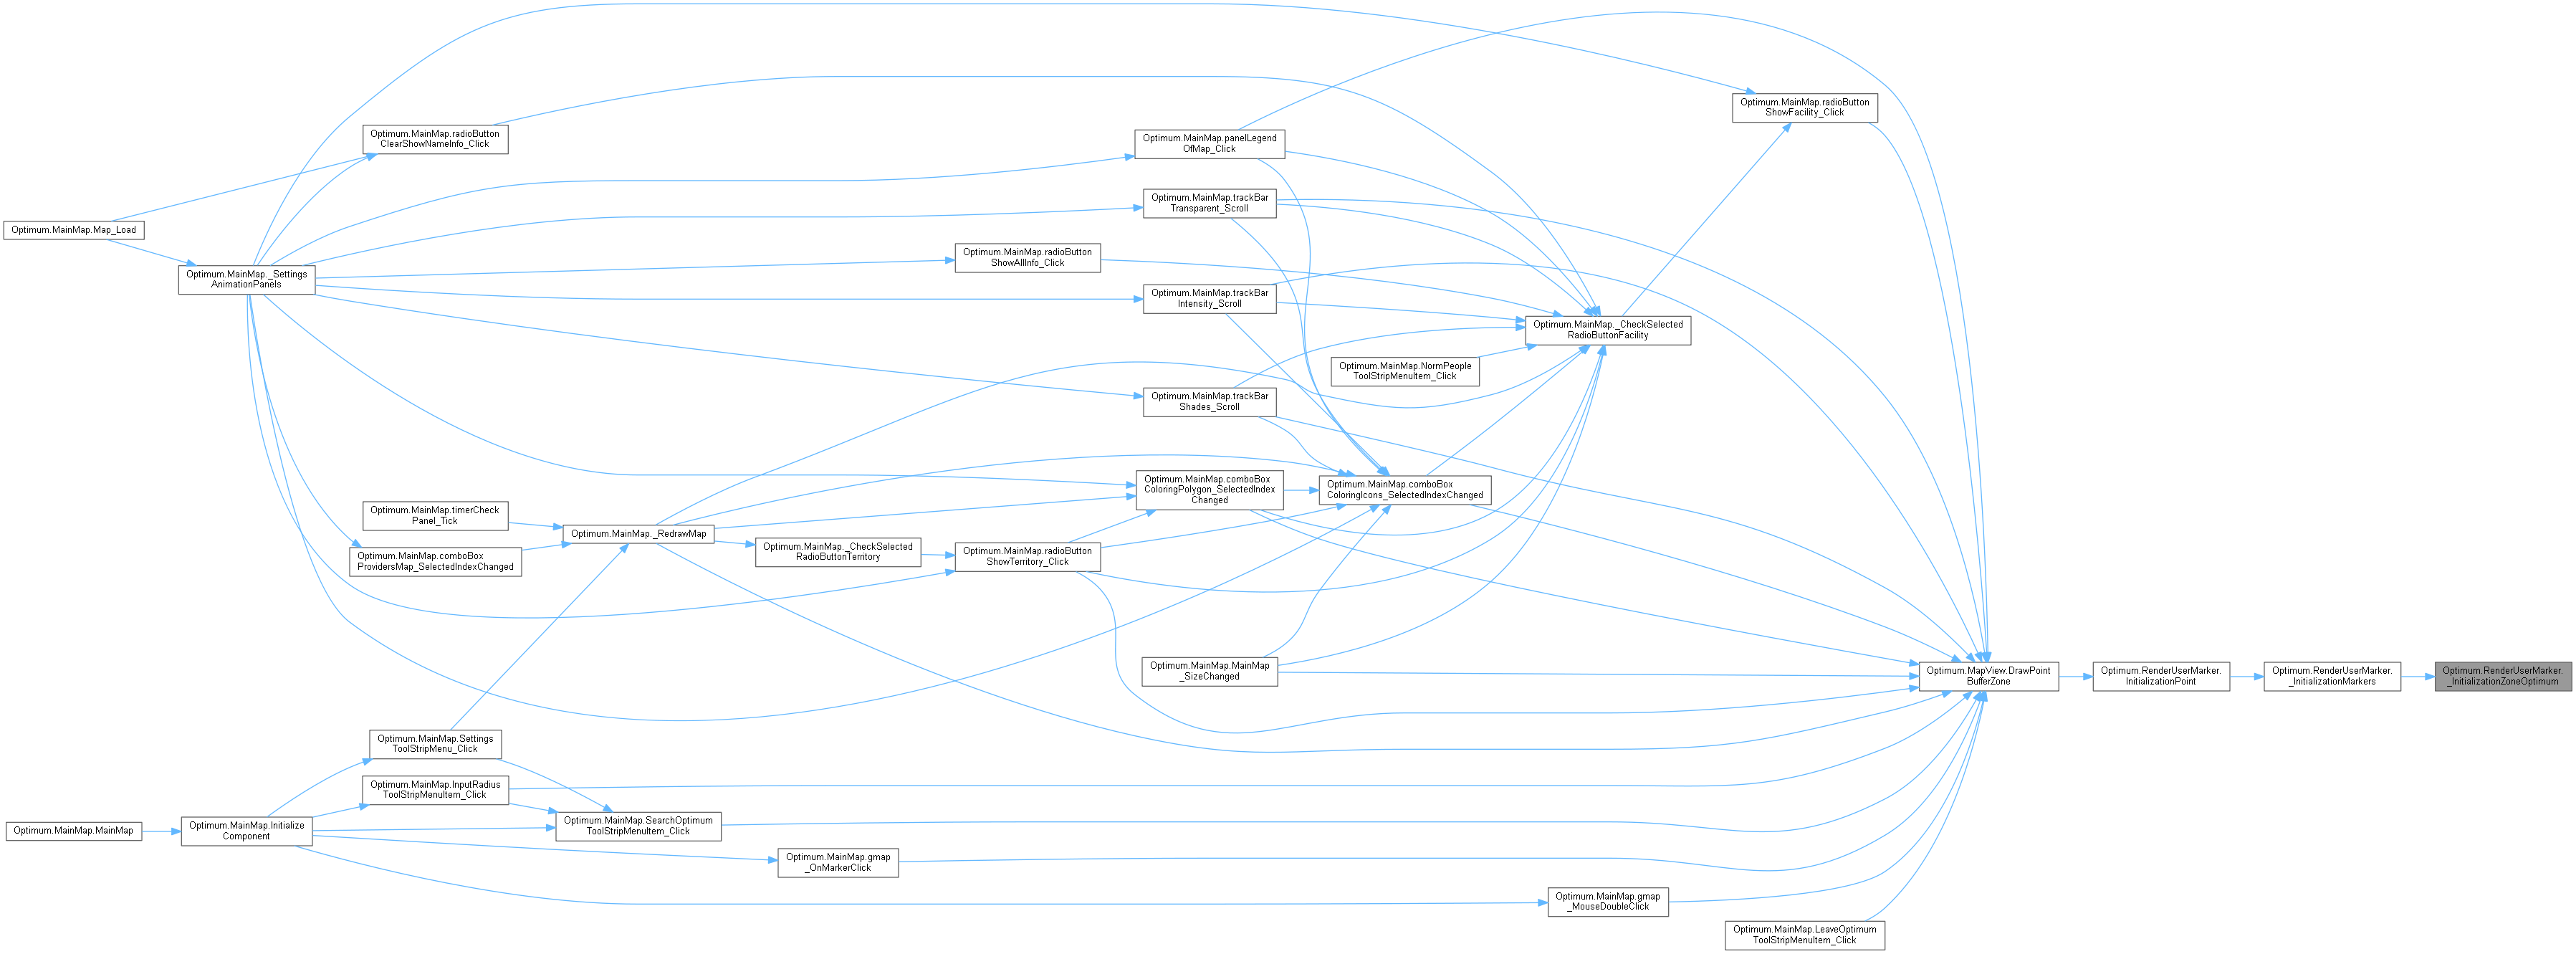 Optimum.MainMap.radioButton
ShowFacility_Click
Optimum.MainMap.radioButton
ClearShowNameInfo_Click
Optimum.MainMap.panelLegend
OfMap_Click
Optimum.MainMap.trackBar
Transparent_Scroll
Optimum.MainMap.Map_Load
Optimum.MainMap.radioButton
ShowAllInfo_Click
Optimum.MainMap._Settings
AnimationPanels
Optimum.MainMap.trackBar
Intensity_Scroll
Optimum.MainMap._CheckSelected
RadioButtonFacility
Optimum.MainMap.NormPeople
ToolStripMenuItem_Click
Optimum.MainMap.trackBar
Shades_Scroll
Optimum.MainMap.comboBox
ColoringPolygon_SelectedIndex
Changed
Optimum.MainMap.comboBox
ColoringIcons_SelectedIndexChanged
Optimum.MainMap.timerCheck
Panel_Tick
Optimum.MainMap._RedrawMap
Optimum.MainMap._CheckSelected
RadioButtonTerritory
Optimum.MainMap.radioButton
ShowTerritory_Click
Optimum.MainMap.comboBox
ProvidersMap_SelectedIndexChanged
Optimum.MainMap.MainMap
_SizeChanged
Optimum.MapView.DrawPoint
BufferZone
Optimum.RenderUserMarker.
InitializationPoint
Optimum.RenderUserMarker.
_InitializationMarkers
Optimum.RenderUserMarker.
_InitializationZoneOptimum
Optimum.MainMap.Settings
ToolStripMenu_Click
Optimum.MainMap.InputRadius
ToolStripMenuItem_Click
Optimum.MainMap.MainMap
Optimum.MainMap.Initialize
Component
Optimum.MainMap.SearchOptimum
ToolStripMenuItem_Click
Optimum.MainMap.gmap
_OnMarkerClick
Optimum.MainMap.gmap
_MouseDoubleClick
Optimum.MainMap.LeaveOptimum
ToolStripMenuItem_Click